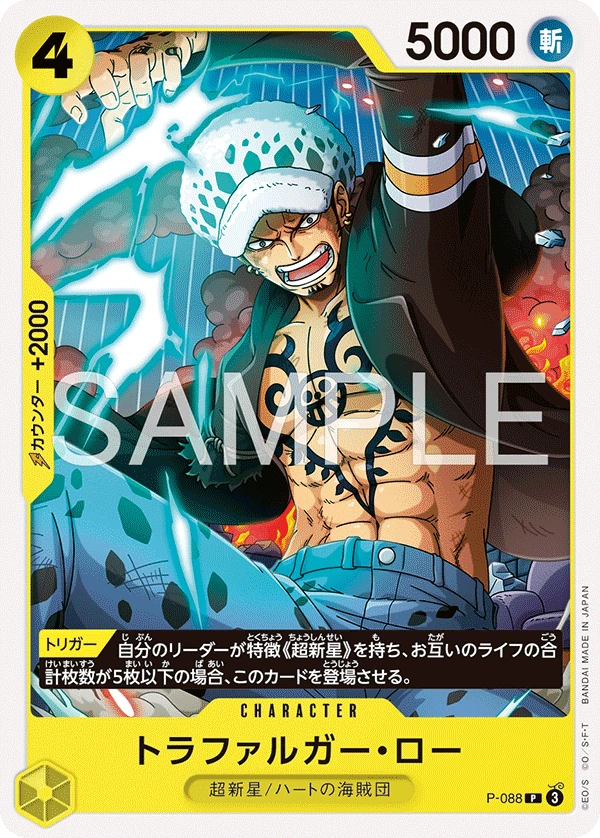 4
5000
斬
カウンター +2000
SAMPLE
トリガー 自分のリーダーが特徴《超新星》を持ち、お互いのライフの合
計枚数が5枚以下の場合、このカードを登場させる。
CHARACTER
トラファルガー・ロー
超新星/ハートの海賊団
P-088 P 3
©E.O/S ©O/S・F・T BANDAI MADE IN JAPAN